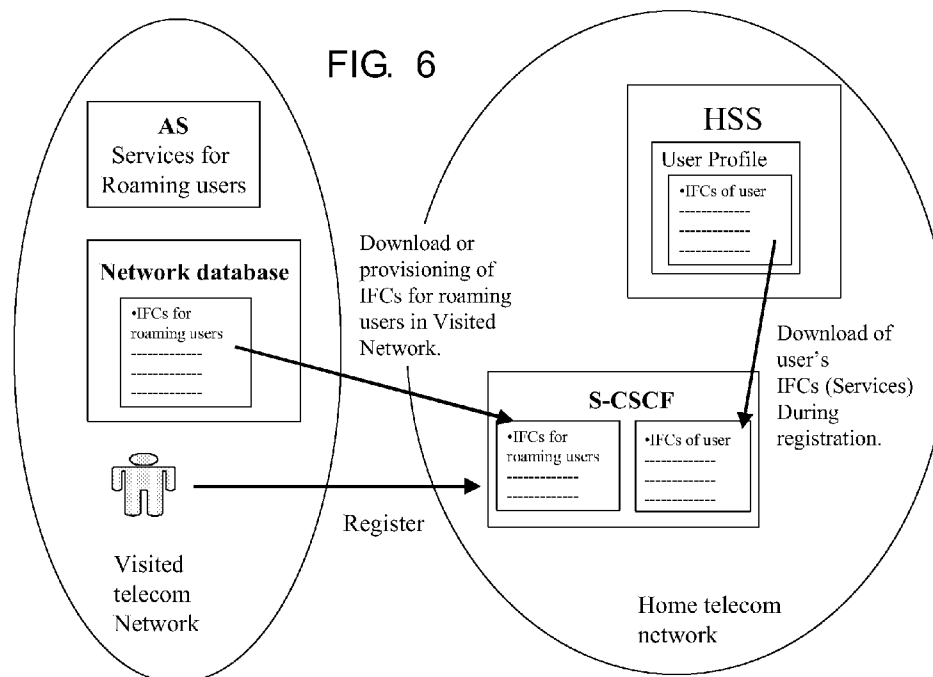 FIG. 6
AS
Services for
Roaming users
Network database
•IFCs for
roaming users
Visited
telecom
Network
Download or
provisioning of
IFCs for roaming
users in Visited
Network.
Register
HSS
User Profile
•IFCs of user
Download of
user's
IFCs (Services)
During
registration.
S-CSCF
•IFCs for
roaming users
•IFCs of user
Home telecom
network